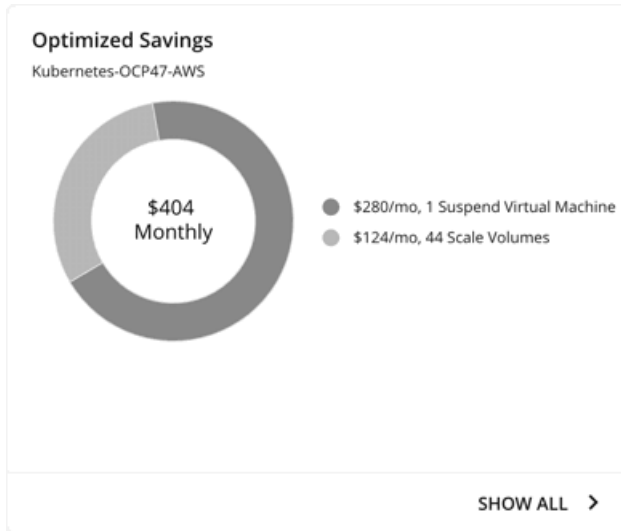 Optimized Savings
Kubernetes-OCP47-AWS
$404
Monthly
$280/mo, 1 Suspend Virtual Machine
$124/mo, 44 Scale Volumes
SHOW ALL